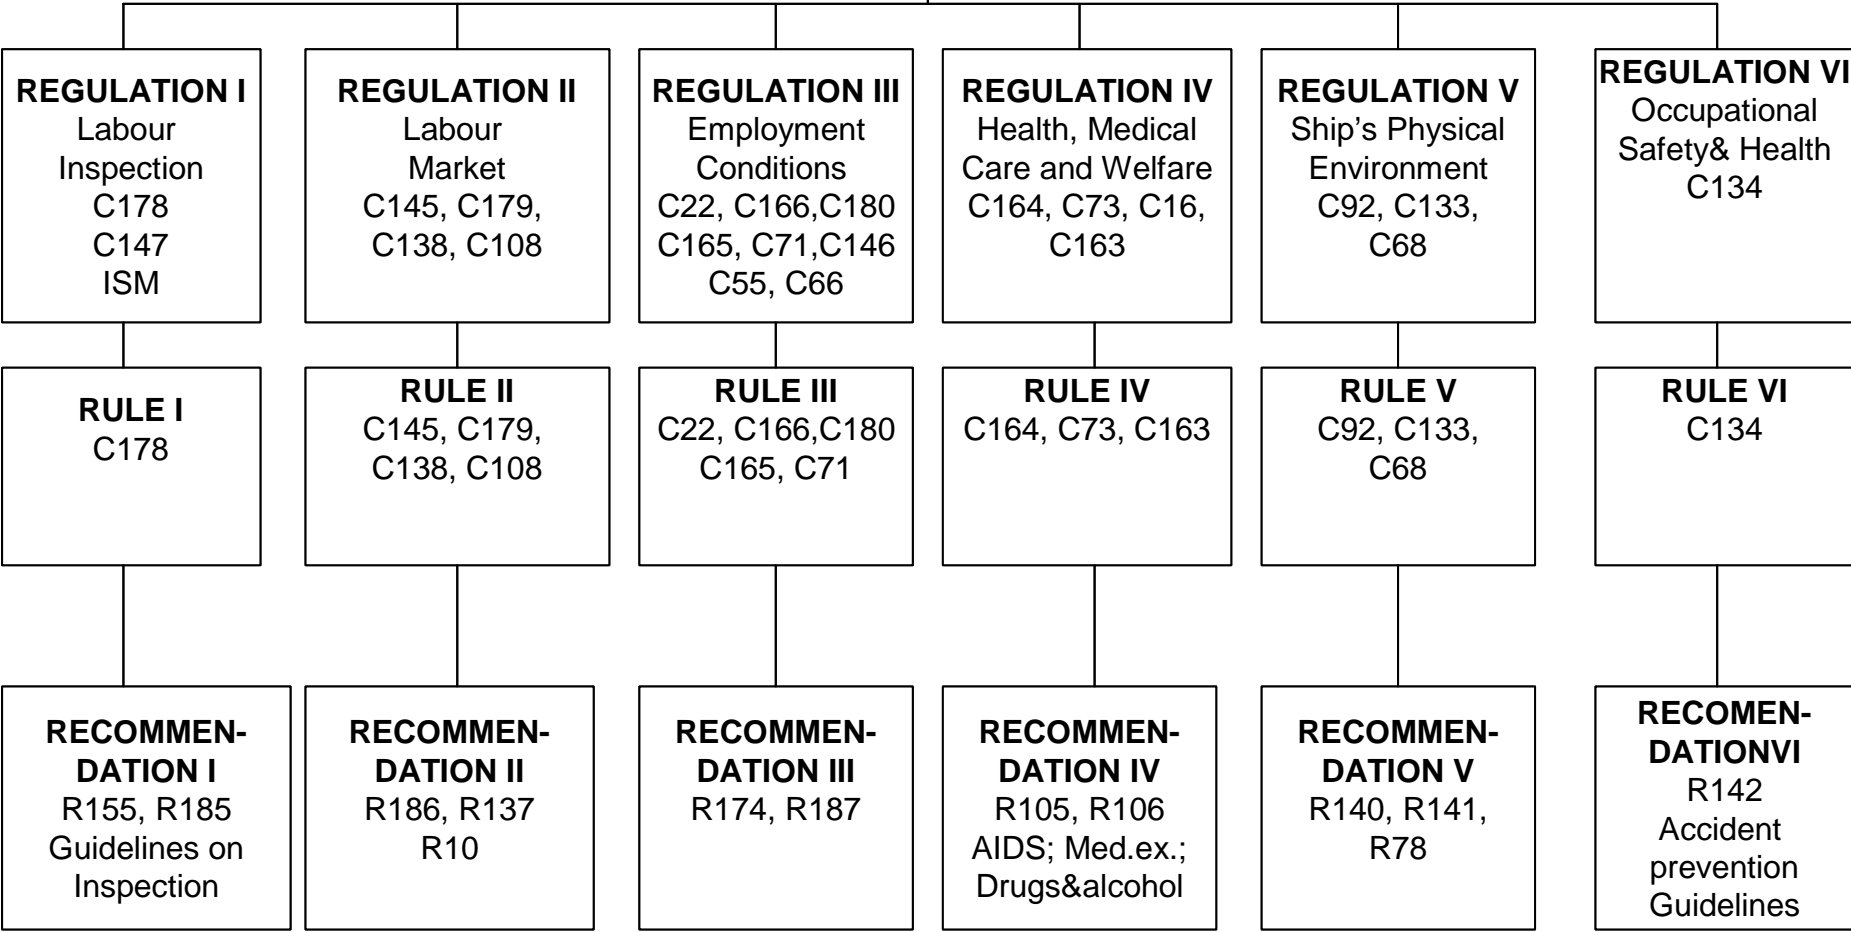 REGULATION I
Labour
Inspection
C178
C147
ISM
REGULATION II
Labour
Market
C145, C179,
C138, C108
REGULATION III
Employment
Conditions
C22, C166,C180
C165, C71,C146
C55, C66
REGULATION IV
Health, Medical
Care and Welfare
C164, C73, C16,
C163
REGULATION V
Ship's Physical
Environment
C92, C133,
C68
REGULATION VI
Occupational
Safety& Health
C134
RULE I
C178
RULE II
C145, C179,
C138, C108
RULE III
C22, C166,C180
C165, C71
RULE IV
C164, C73, C163
RULE V
C92, C133,
C68
RULE VI
C134
RECOMMEN-
DATION I
R155, R185
Guidelines on
Inspection
RECOMMEN-
DATION II
R186, R137
R10
RECOMMEN-
DATION III
R174, R187
RECOMMEN-
DATION IV
R105, R106
AIDS; Med.ex.;
Drugs&alcohol
RECOMMEN-
DATION V
R140, R141,
R78
RECOMEN-
DATIONVI
R142
Accident
prevention
Guidelines